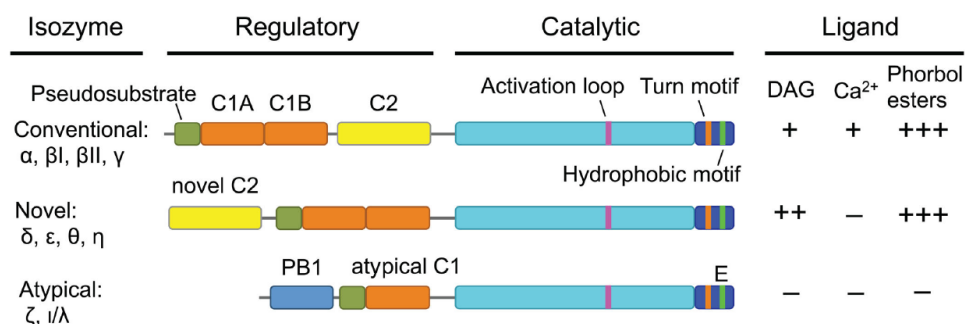 Isozyme Regulatory Catalytic Ligand
Pseudosubstrate C1A C1B C2 Activation loop Turn motif DAG Ca²⁺ Phorbol
esters
Conventional: + + +++
α, βI, βII, γ
Hydrophobic motif
novel C2
Novel: ++ – +++
δ, ε, θ, η
PB1 atypical C1 E
Atypical: – – –
ζ, ι/λ